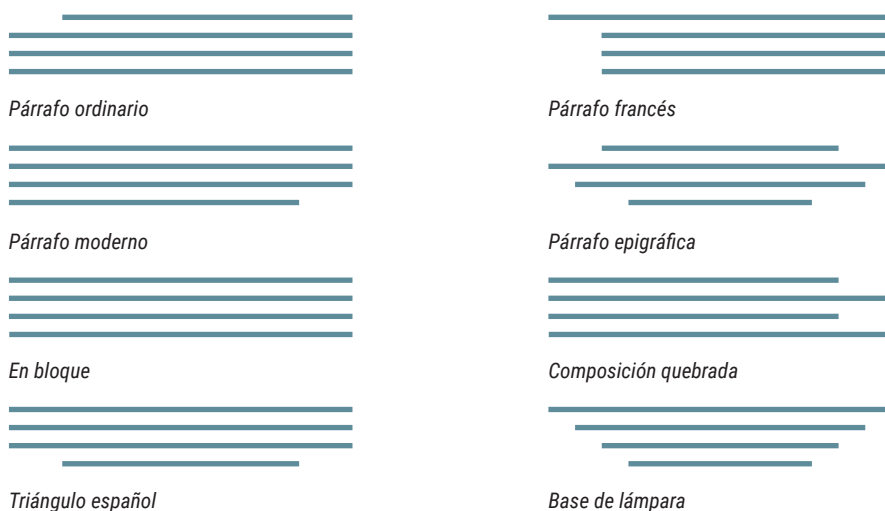 Párrafo ordinario
Párrafo francés
Párrafo moderno
Párrafo epigráfica
En bloque
Composición quebrada
Triángulo español
Base de lámpara